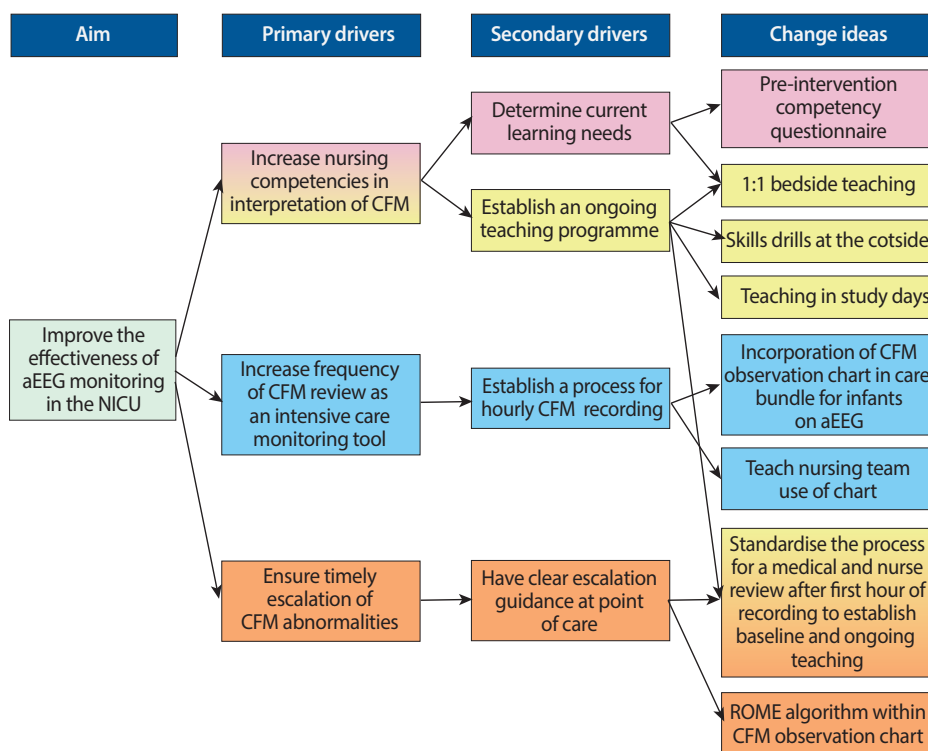 Aim
Primary drivers
Secondary drivers
Change ideas
Improve the
effectiveness of
aEEG monitoring
in the NICU
Increase nursing
competencies in
interpretation of CFM
Increase frequency
of CFM review as
an intensive care
monitoring tool
Ensure timely
escalation of
CFM abnormalities
Determine current
learning needs
Establish an ongoing
teaching programme
Establish a process for
hourly CFM recording
Have clear escalation
guidance at point
of care
Pre-intervention
competency
questionnaire
1:1 bedside teaching
Skills drills at the cotside
Teaching in study days
Incorporation of CFM
observation chart in care
bundle for infants
on aEEG
Teach nursing team
use of chart
Standardise the process
for a medical and nurse
review after first hour of
recording to establish
baseline and ongoing
teaching
ROME algorithm within
CFM observation chart